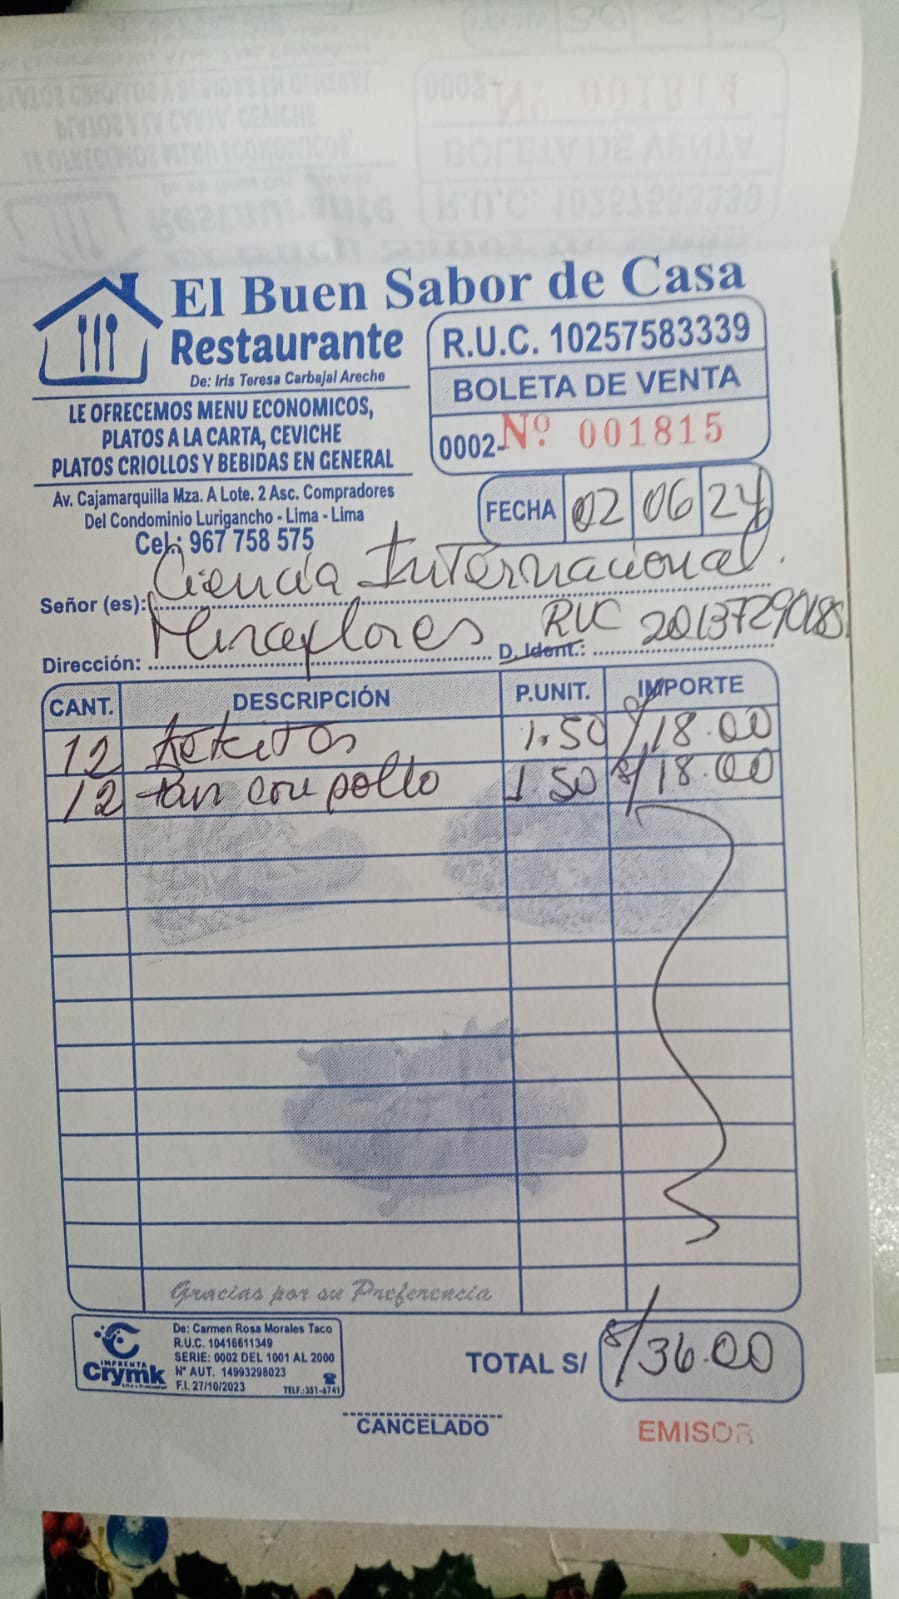 El Buen Sabor de Casa
Restaurante
De: Iris Teresa Carbajal Areche
LE OFRECEMOS MENU ECONOMICOS,
PLATOS A LA CARTA, CEVICHE
PLATOS CRIOLLOS Y BEBIDAS EN GENERAL
Av. Cajamarquilla Mza. A Lote. 2 Asc. Compradores
Del Condominio Lurigancho - Lima - Lima
Cel.: 967 758 575
R.U.C. 10257583339
BOLETA DE VENTA
0002- Nº 001815
FECHA 02 06 24
Señor (es): Ciencia Internacional.
Dirección: Miraflores D. Ident.: RUC 20137290185
CANT. DESCRIPCIÓN P.UNIT. IMPORTE
12 1.50 S/18.00
12 Pan con pollo 1.50 S/18.00
Gracias por su Preferencia
IMPRENTA
Crymk
De: Carmen Rosa Morales Taco
R.U.C. 10416611349
SERIE: 0002 DEL 1001 AL 2000
Nº AUT. 14993298023
F.I. 27/10/2023 TELF.:351-6741
TOTAL S/ S/36.00
CANCELADO
EMISOR